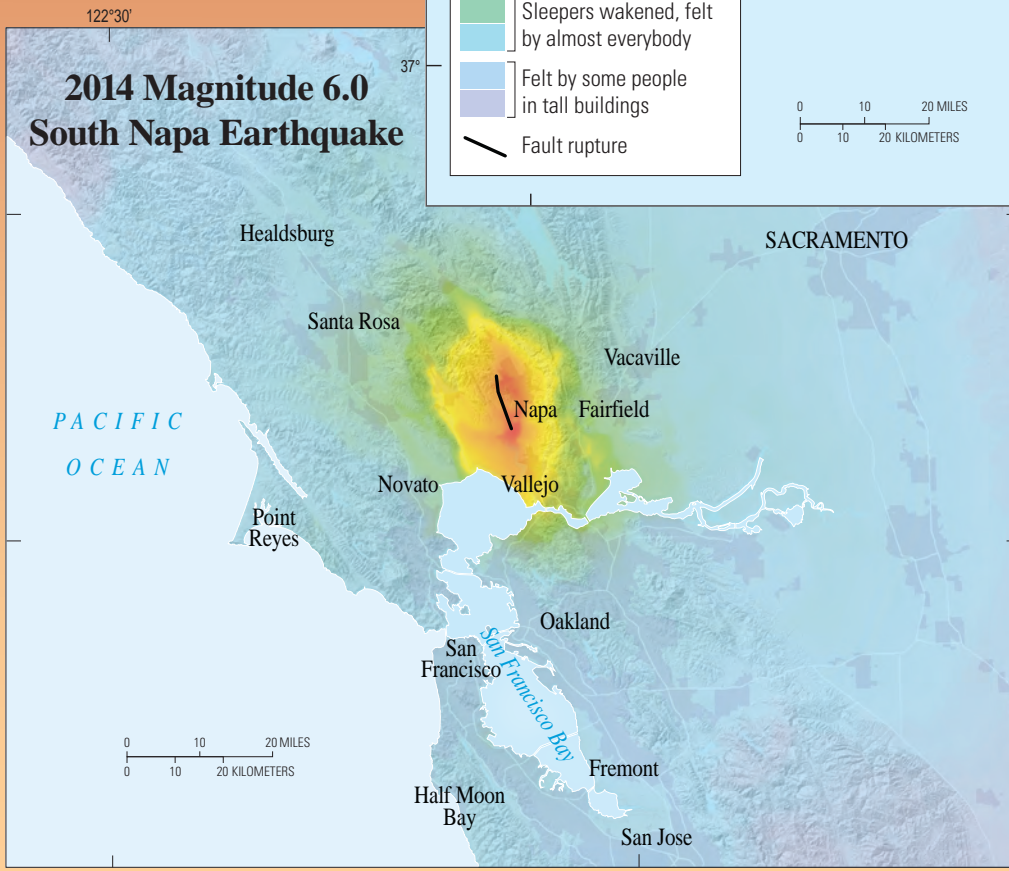 122°30'
Sleepers wakened, felt
by almost everybody
37°
Felt by some people
in tall buildings
Fault rupture
0 10 20 MILES
0 10 20 KILOMETERS
2014 Magnitude 6.0
South Napa Earthquake
Healdsburg
SACRAMENTO
Santa Rosa
Vacaville
Napa
Fairfield
PACIFIC
OCEAN
Novato
Vallejo
Point
Reyes
Oakland
San
Francisco
San Francisco Bay
0 10 20 MILES
0 10 20 KILOMETERS
Fremont
Half Moon
Bay
San Jose